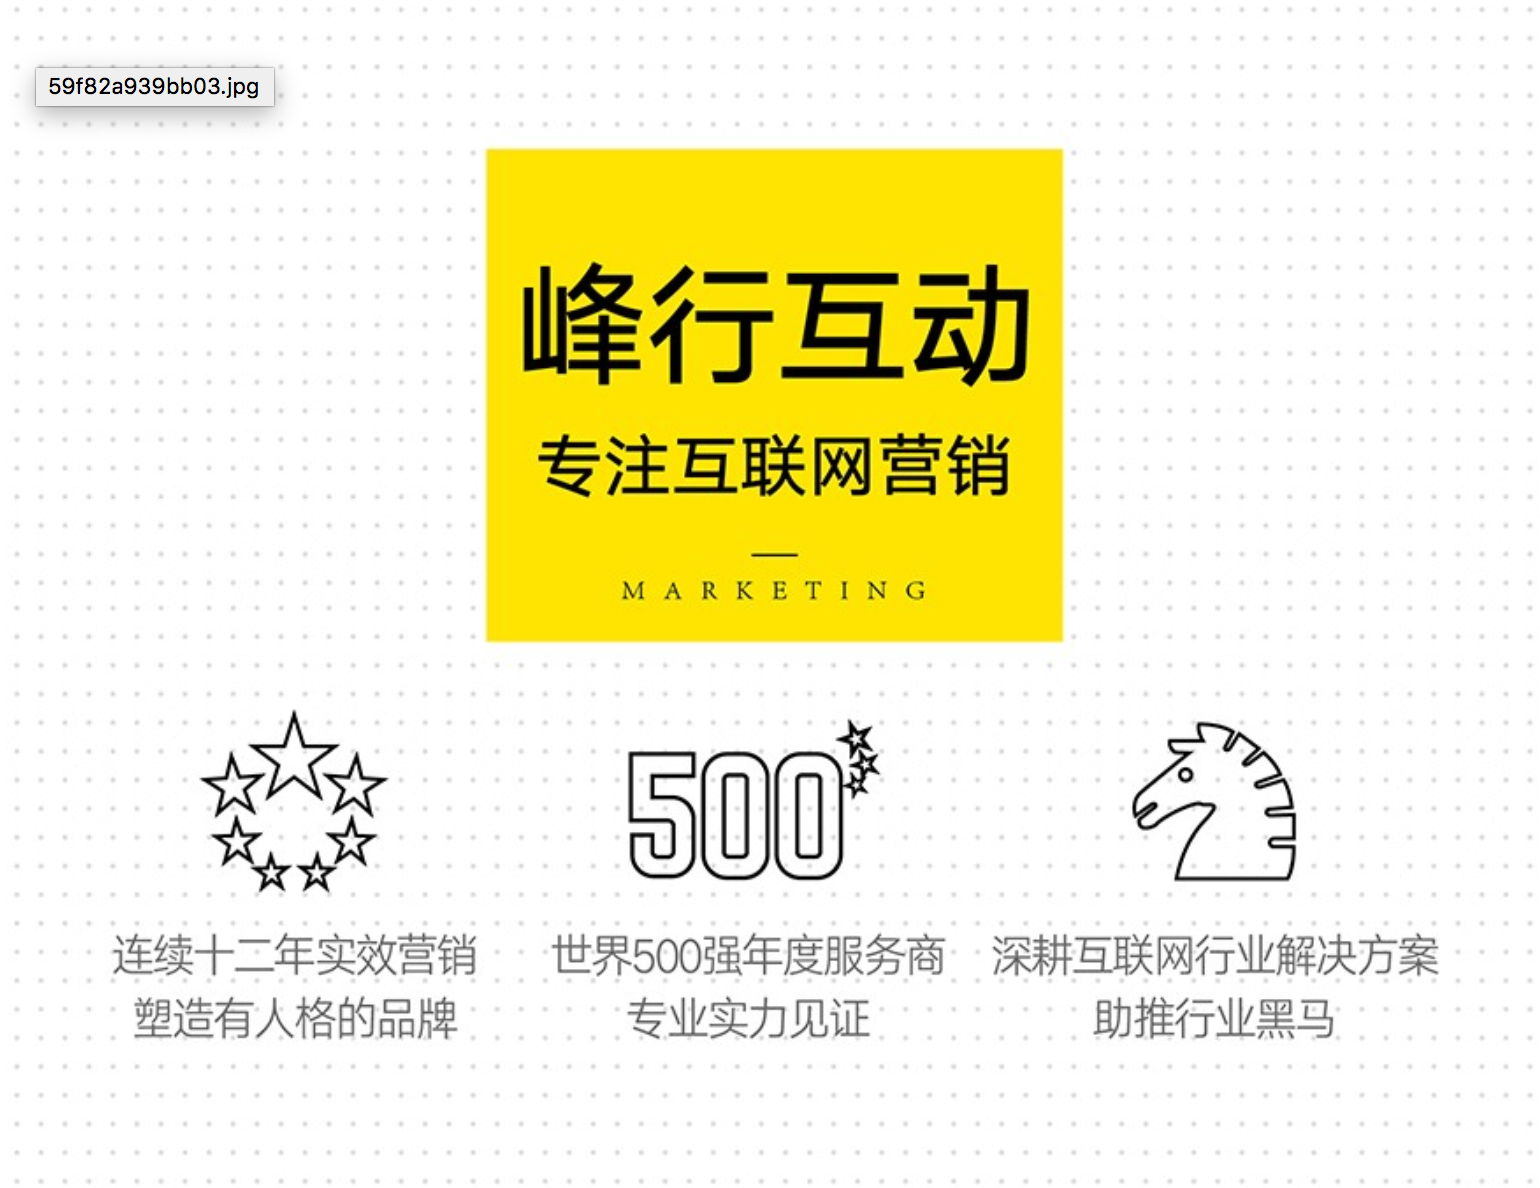 59f82a939bb03.jpg
峰行互动
专注互联网营销
MARKETING
500
连续十二年实效营销
塑造有人格的品牌
世界500强年度服务商
专业实力见证
深耕互联网行业解决方案
助推行业黑马